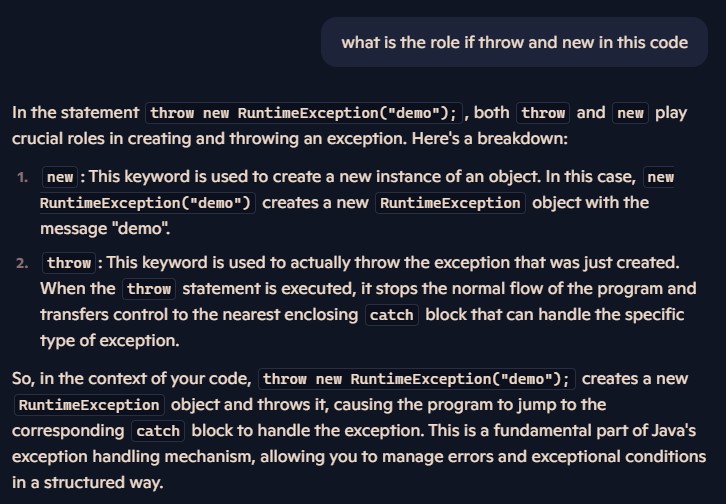 what is the role if throw and new in this code
In the statement throw new RuntimeException("demo");, both throw and new play
crucial roles in creating and throwing an exception. Here's a breakdown:
1. new: This keyword is used to create a new instance of an object. In this case, new
RuntimeException("demo") creates a new RuntimeException object with the
message "demo".
2. throw: This keyword is used to actually throw the exception that was just created.
When the throw statement is executed, it stops the normal flow of the program and
transfers control to the nearest enclosing catch block that can handle the specific
type of exception.
So, in the context of your code, throw new RuntimeException("demo"); creates a new
RuntimeException object and throws it, causing the program to jump to the
corresponding catch block to handle the exception. This is a fundamental part of Java's
exception handling mechanism, allowing you to manage errors and exceptional conditions
in a structured way.